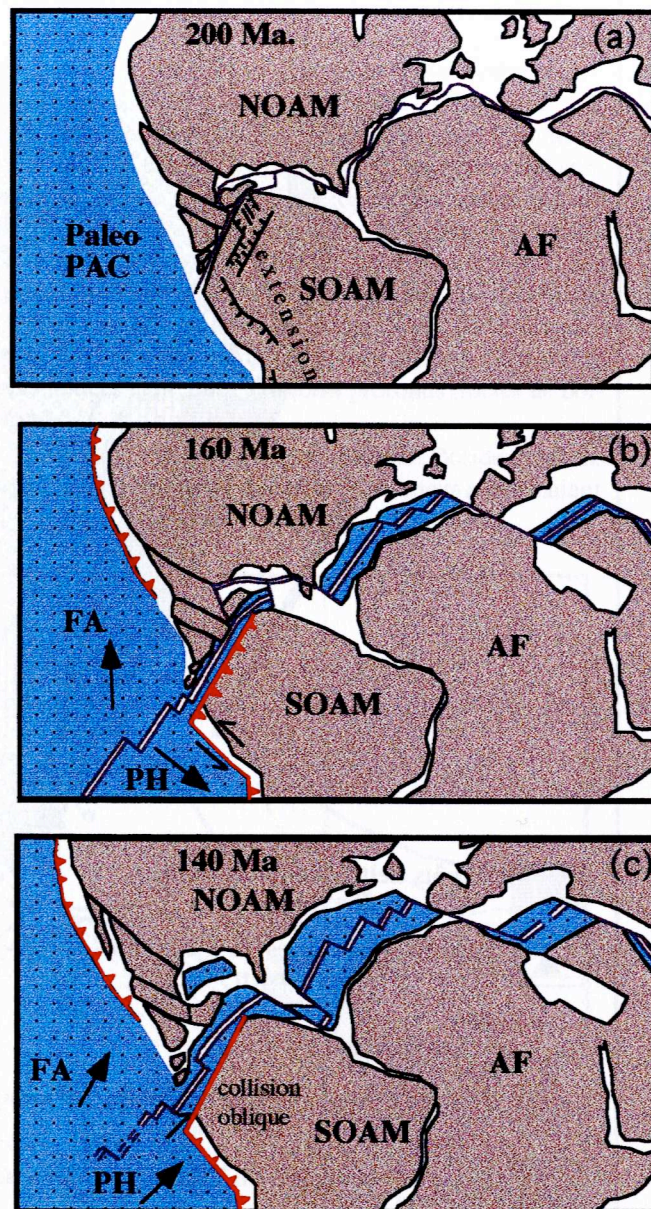 200 Ma.
(a)
NOAM
Paleo
PAC
AF
SOAM
extension
160 Ma
(b)
NOAM
FA
AF
SOAM
PH
140 Ma
(c)
NOAM
FA
AF
collision
oblique
SOAM
PH